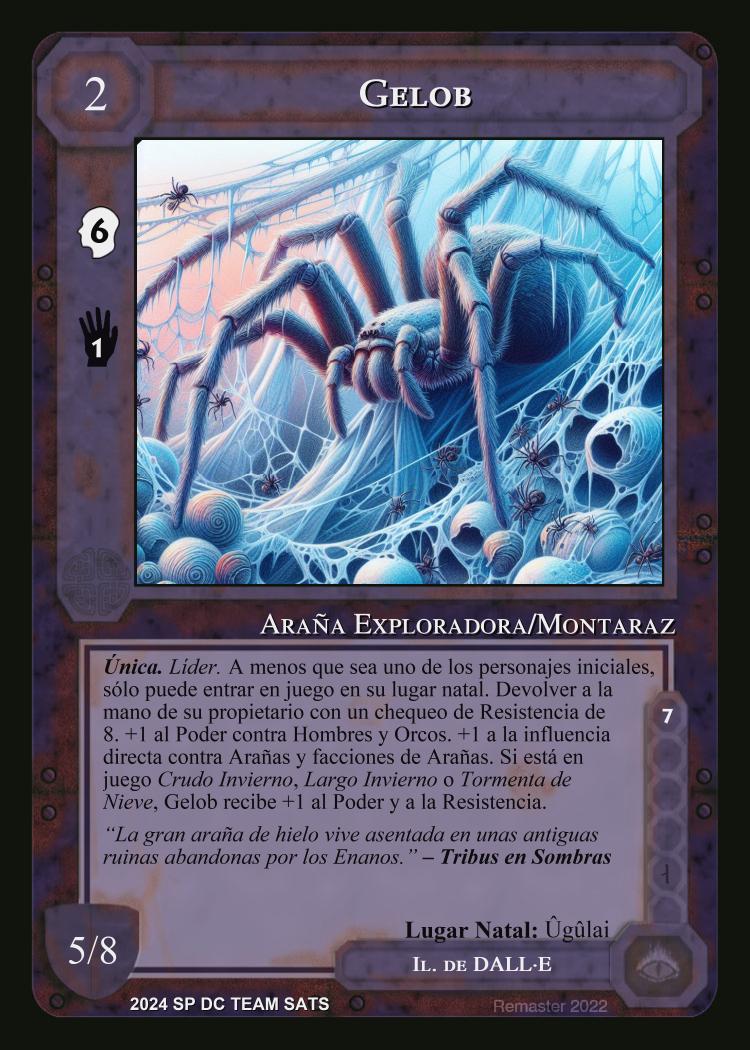 2
Gelob
6
1
Araña Exploradora/Montaraz
Única. Líder. A menos que sea uno de los personajes iniciales,
sólo puede entrar en juego en su lugar natal. Devolver a la
mano de su propietario con un chequeo de Resistencia de
8. +1 al Poder contra Hombres y Orcos. +1 a la influencia
directa contra Arañas y facciones de Arañas. Si está en
juego Crudo Invierno, Largo Invierno o Tormenta de
Nieve, Gelob recibe +1 al Poder y a la Resistencia.
7
“La gran araña de hielo vive asentada en unas antiguas
ruinas abandonas por los Enanos.” – Tribus en Sombras
Lugar Natal: Ûgûlai
5/8
Il. de DALL·E
2024 SP DC TEAM SATS
Remaster 2022